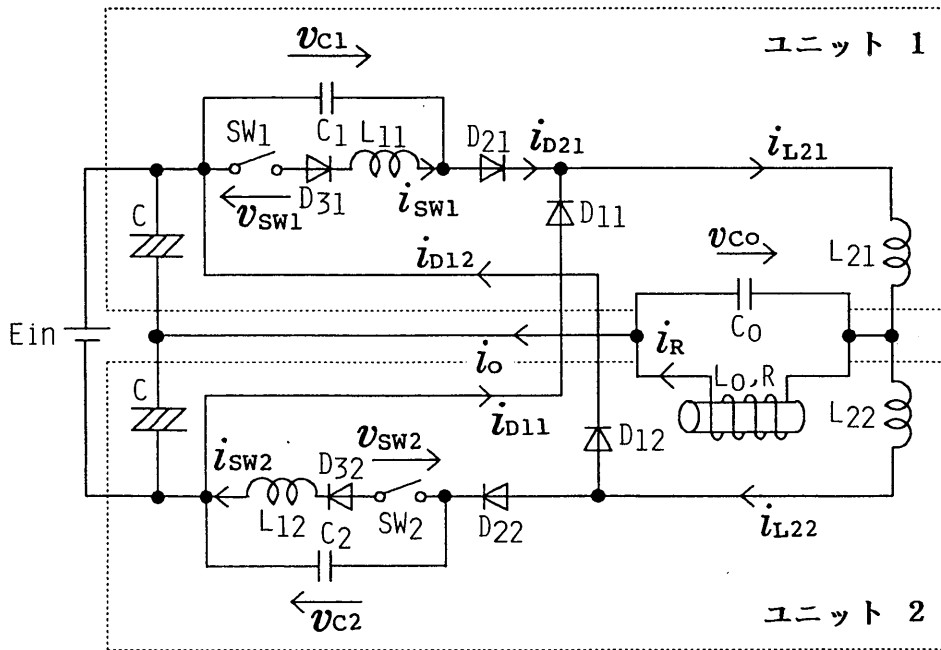 ユニット 1
vC1
C1
SW1
L11
D21
iD21
iL21
D31
vSW1
iSW1
D11
C
iD12
vCo
L21
Co
Ein
io
iR
Lo,R
C
iD11
L22
vSW2
D12
iSW2
D32
L12
SW2
D22
iL22
C2
vC2
ユニット 2